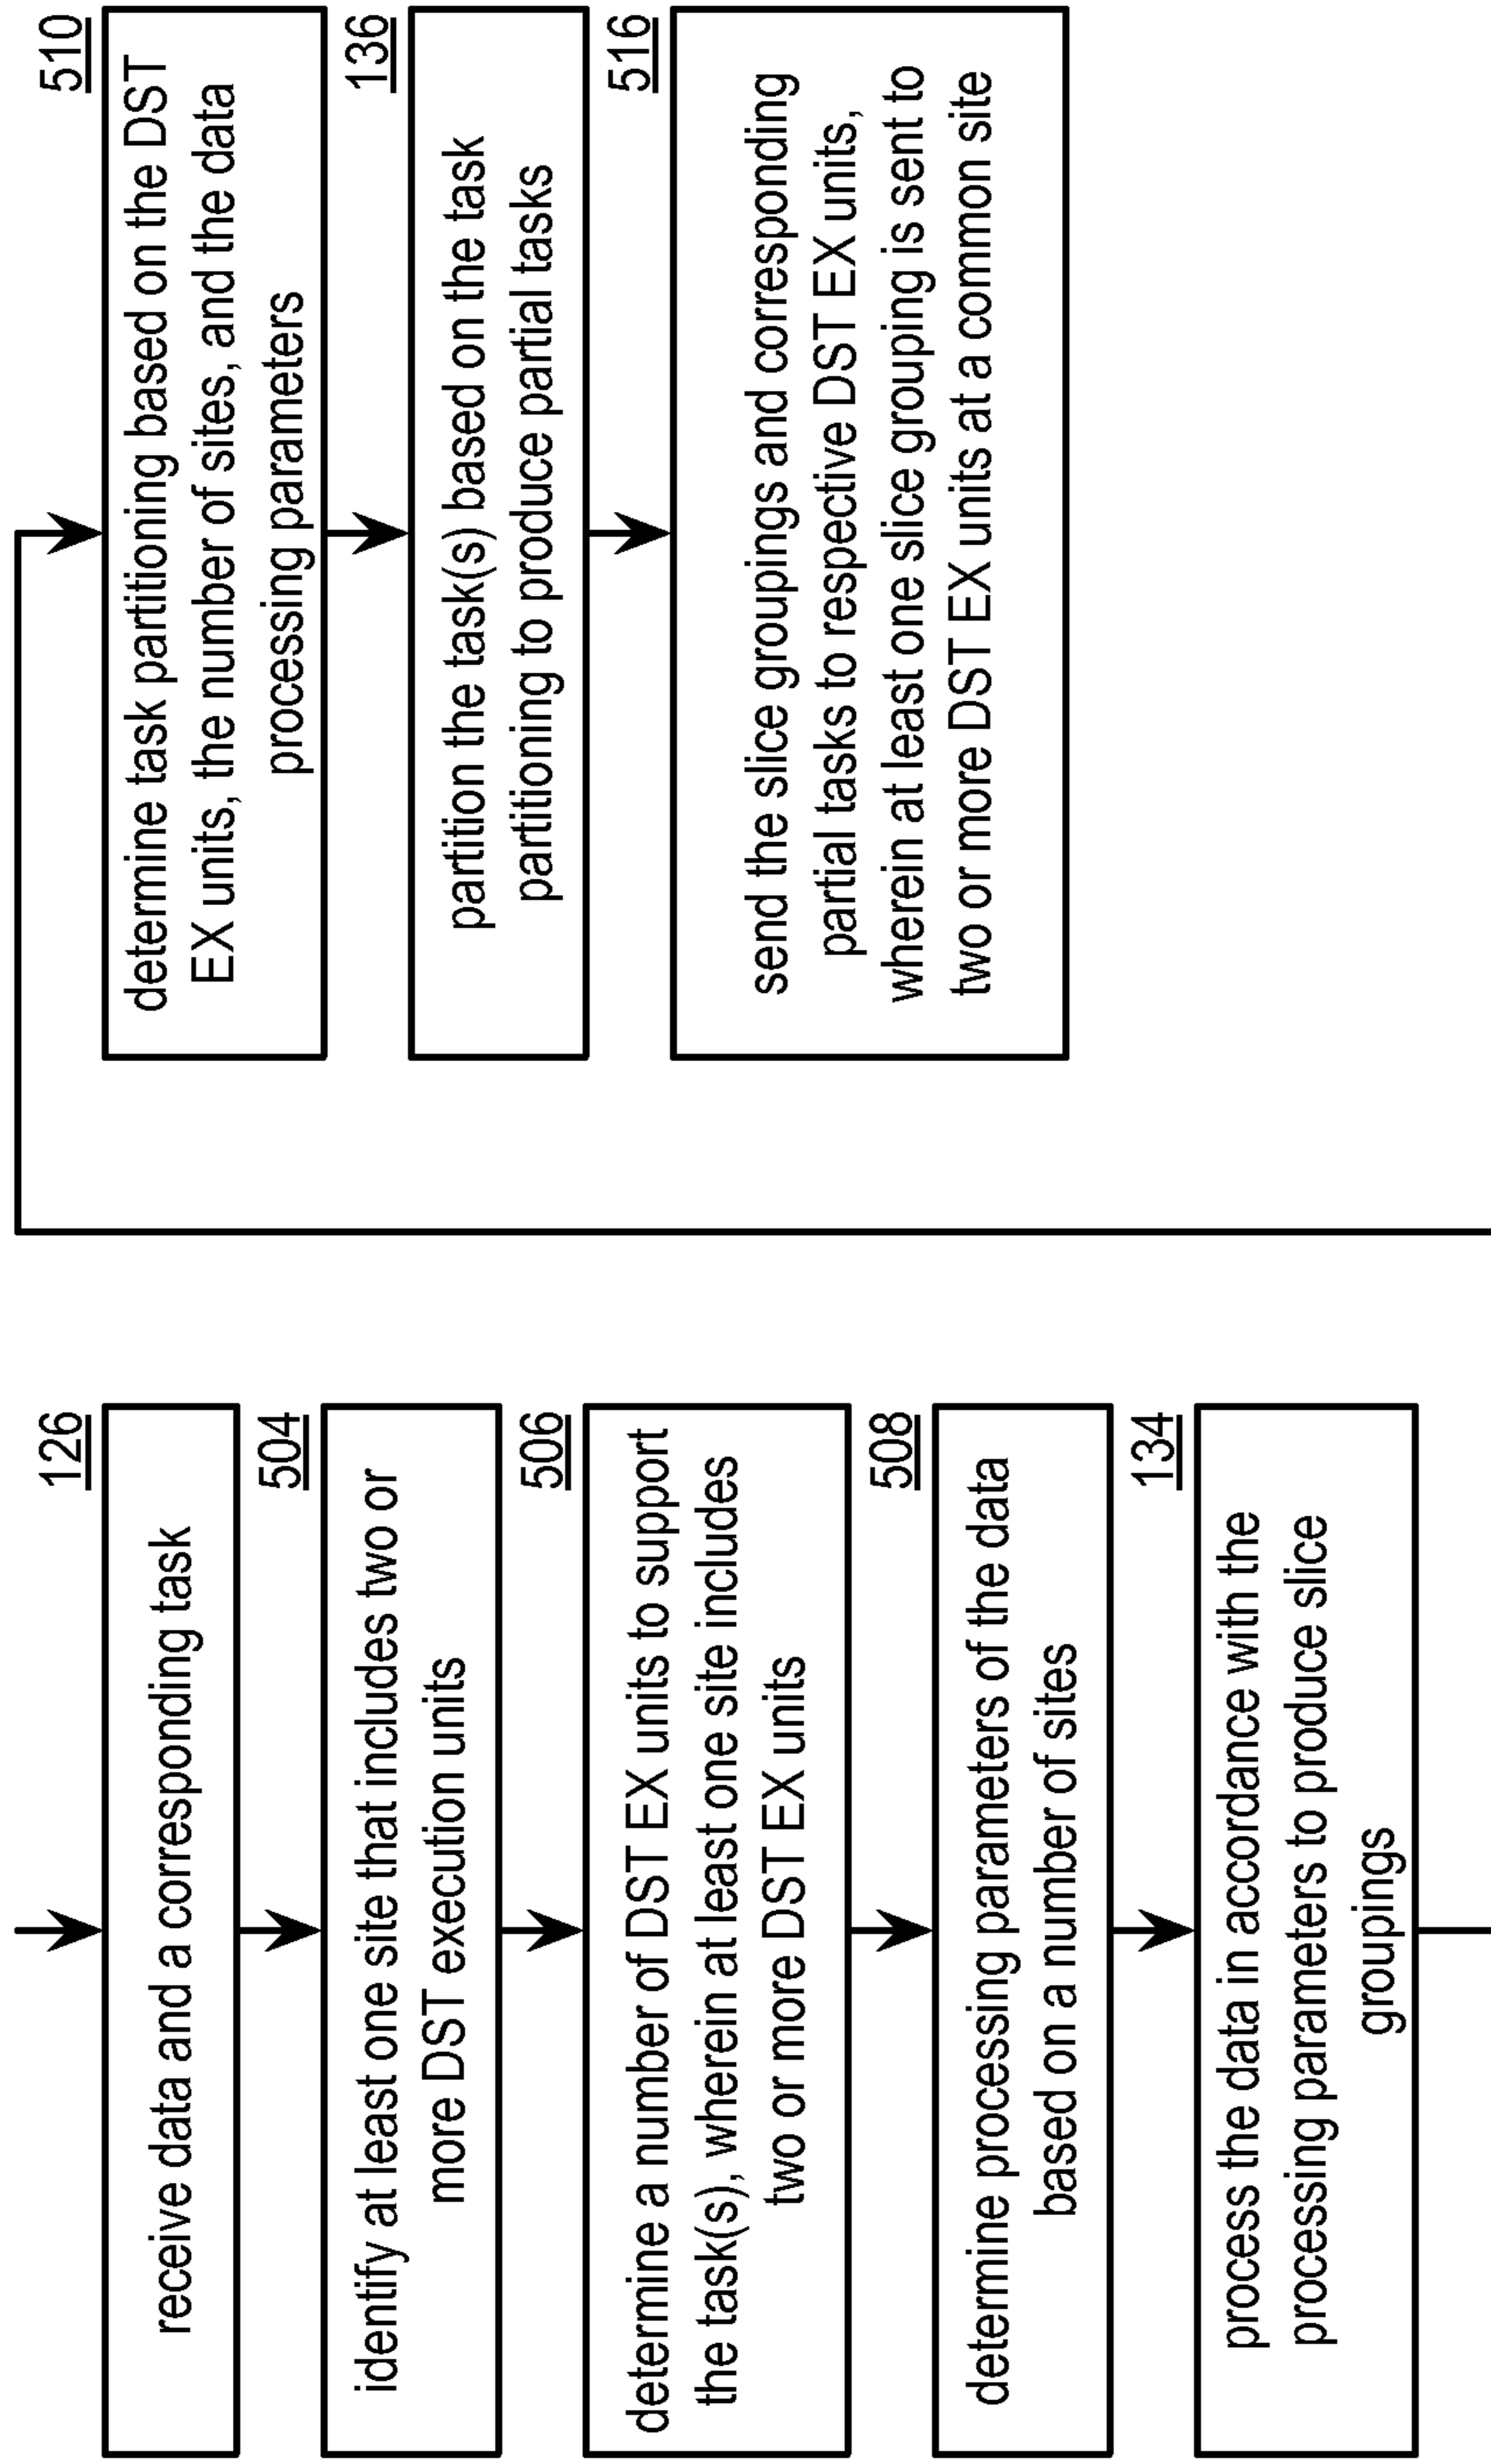 126
receive data and a corresponding task
504
identify at least one site that includes two or
more DST execution units
506
determine a number of DST EX units to support
the task(s), wherein at least one site includes
two or more DST EX units
508
determine processing parameters of the data
based on a number of sites
134
process the data in accordance with the
processing parameters to produce slice
groupings
510
determine task partitioning based on the DST
EX units, the number of sites, and the data
processing parameters
136
partition the task(s) based on the task
partitioning to produce partial tasks
516
send the slice groupings and corresponding
partial tasks to respective DST EX units,
wherein at least one slice grouping is sent to
two or more DST EX units at a common site